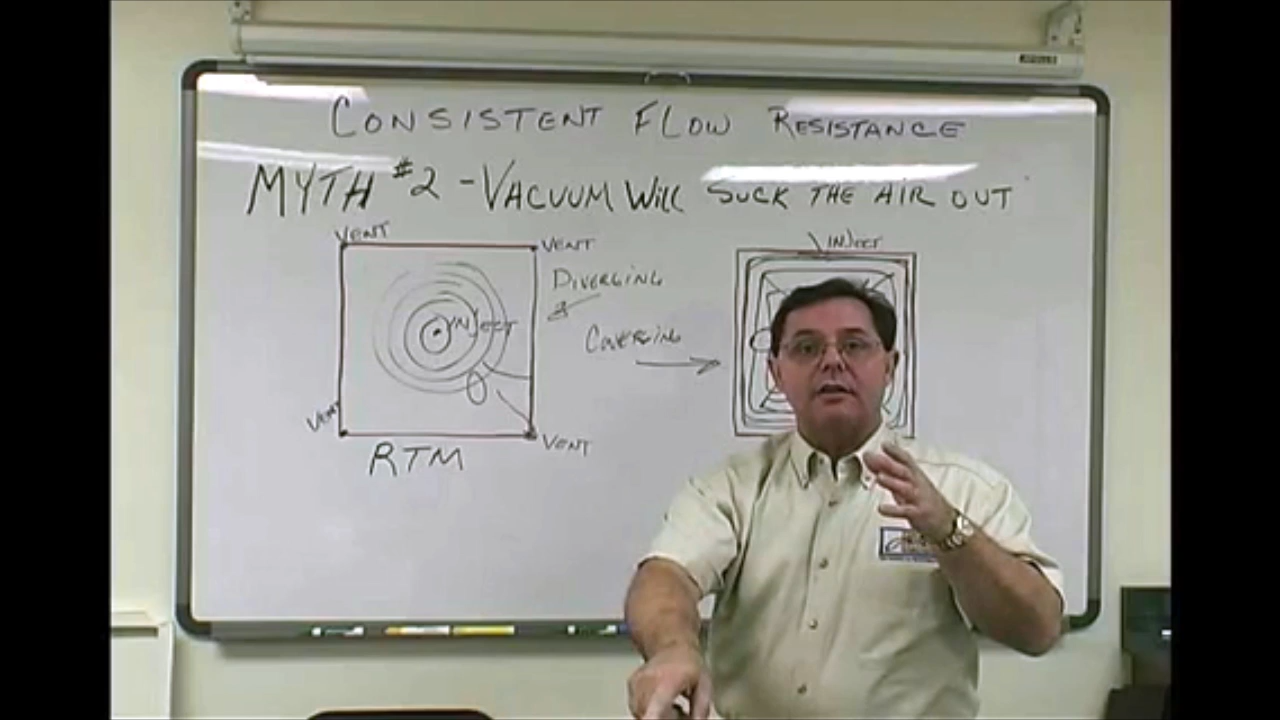 CONSISTENT FLOW RESISTANCE
MYTH #2 - VACUUM WILL SUCK THE AIR OUT
VENT
VENT
INJECT
DIVERGING
INJECT
COVERGING
VENT
VENT
RTM